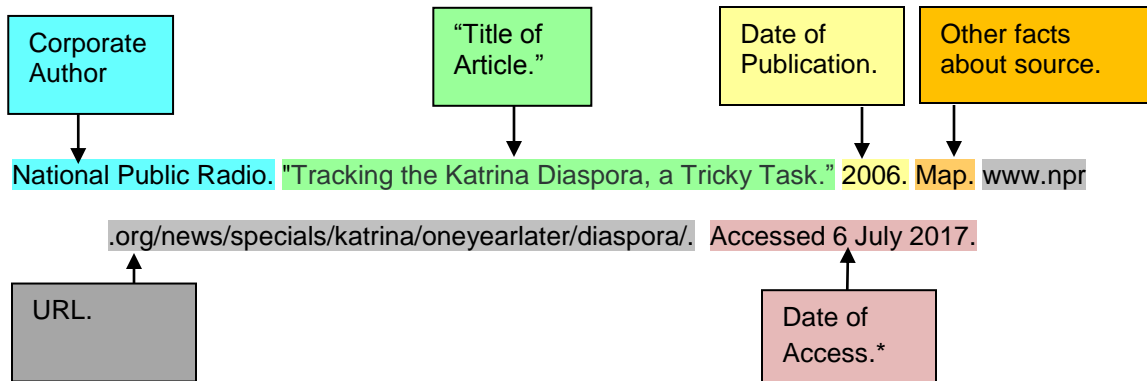 Corporate
Author
“Title of
Article.”
Date of
Publication.
Other facts
about source.
National Public Radio. "Tracking the Katrina Diaspora, a Tricky Task.” 2006. Map. www.npr
.org/news/specials/katrina/oneyearlater/diaspora/. Accessed 6 July 2017.
URL.
Date of
Access.*